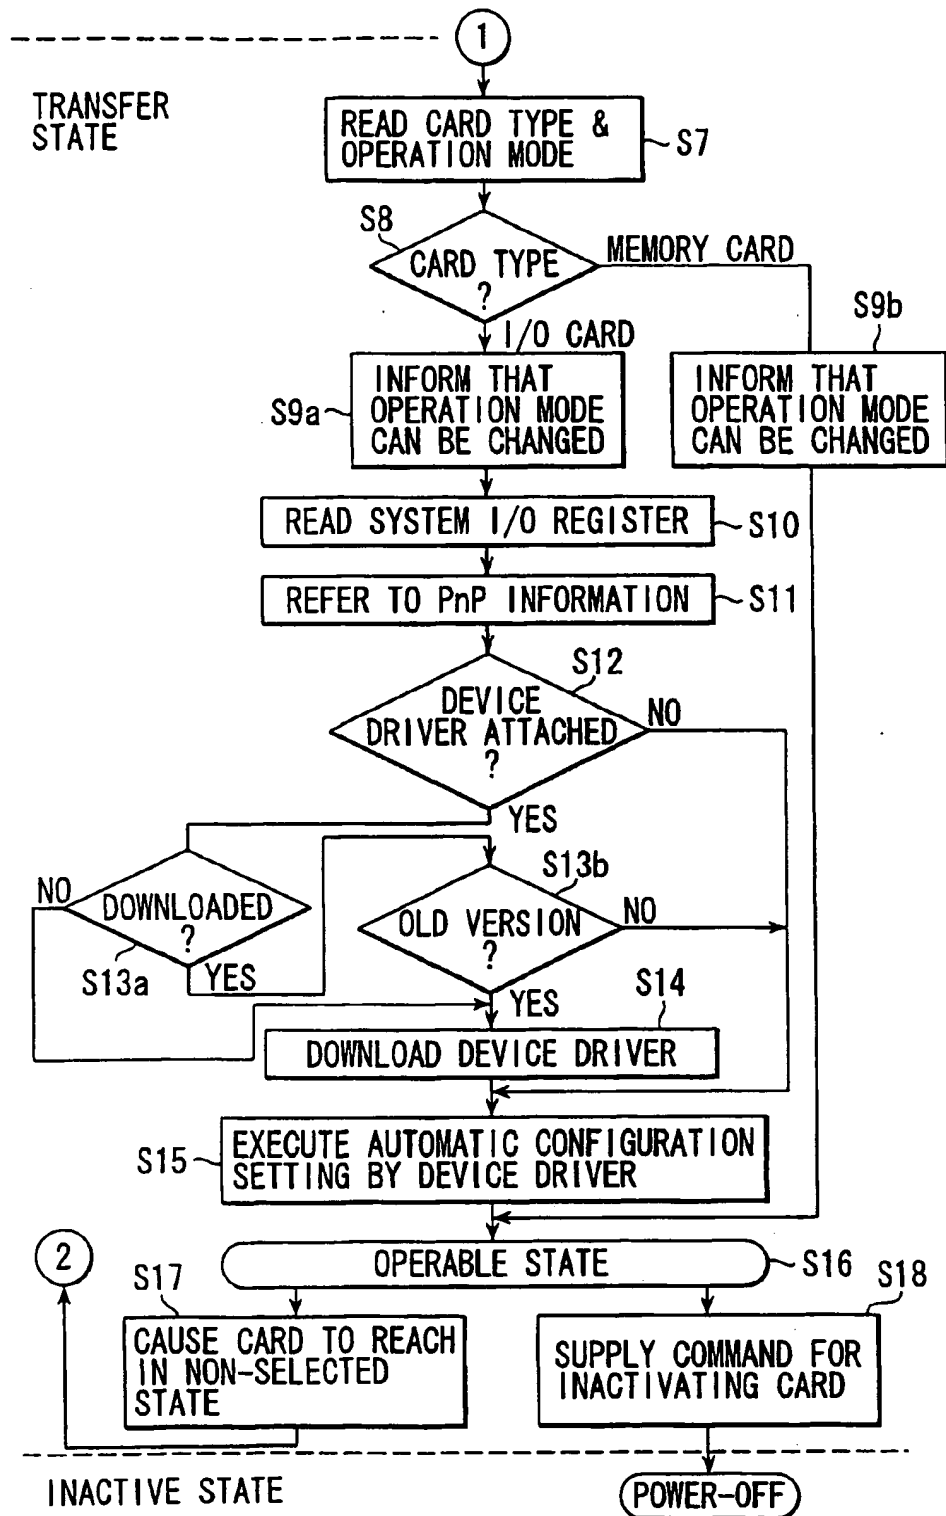 1
TRANSFER
STATE
READ CARD TYPE &
OPERATION MODE
S7
S8
CARD TYPE
?
MEMORY CARD
I/O CARD
S9b
S9a
INFORM THAT
OPERATION MODE
CAN BE CHANGED
INFORM THAT
OPERATION MODE
CAN BE CHANGED
READ SYSTEM I/O REGISTER
S10
REFER TO PnP INFORMATION
S11
S12
DEVICE
DRIVER ATTACHED
?
NO
YES
S13b
NO
DOWNLOADED
?
S13a
YES
OLD VERSION
?
NO
YES
S14
DOWNLOAD DEVICE DRIVER
S15
EXECUTE AUTOMATIC CONFIGURATION
SETTING BY DEVICE DRIVER
2
OPERABLE STATE
S16
S17
CAUSE CARD TO REACH
IN NON-SELECTED
STATE
S18
SUPPLY COMMAND FOR
INACTIVATING CARD
INACTIVE STATE
POWER-OFF